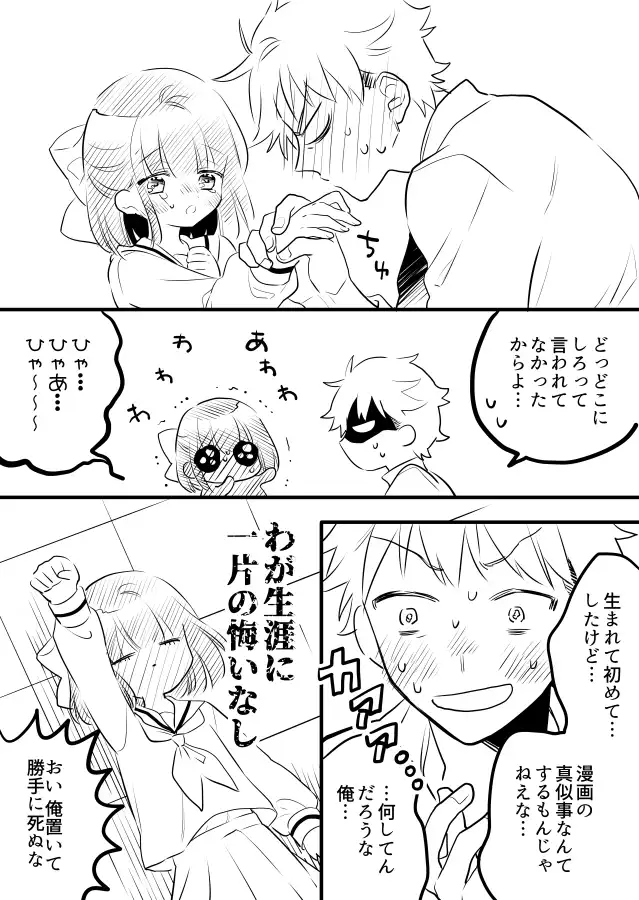 ちゅ
どっどこに
しろって
言われて
なかった
からよ…
あわわ
わ
わ
ひゃ…
ひゃあ…
ひゃ～～～
生まれて初めて…
したけど…
漫画の
真似事なんて
するもんじゃ
ねえな…
カァアァ
…何してん
だろうな
俺…
わが生涯に
一片の悔いなし
おい 俺置いて
勝手に死ぬな